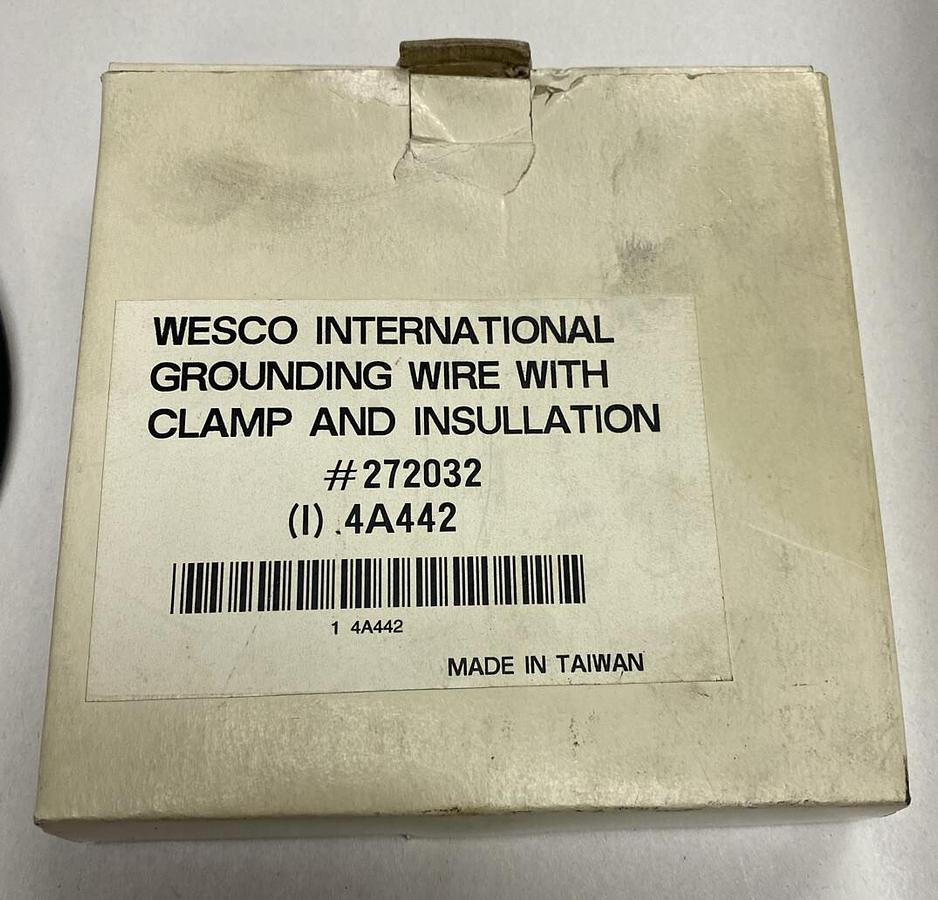 WESCO INTERNATIONAL
GROUNDING WIRE WITH
CLAMP AND INSULLATION
#272032
(I) .4A442
1 4A442
MADE IN TAIWAN